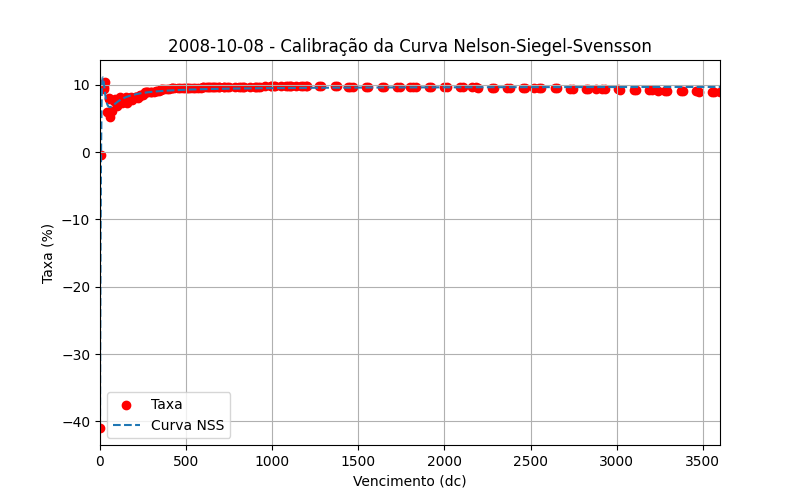 2008-10-08 - Calibração da Curva Nelson-Siegel-Svensson
Taxa (%)
10
0
−10
−20
−30
−40
Taxa
Curva NSS
0 500 1000 1500 2000 2500 3000 3500
Vencimento (dc)